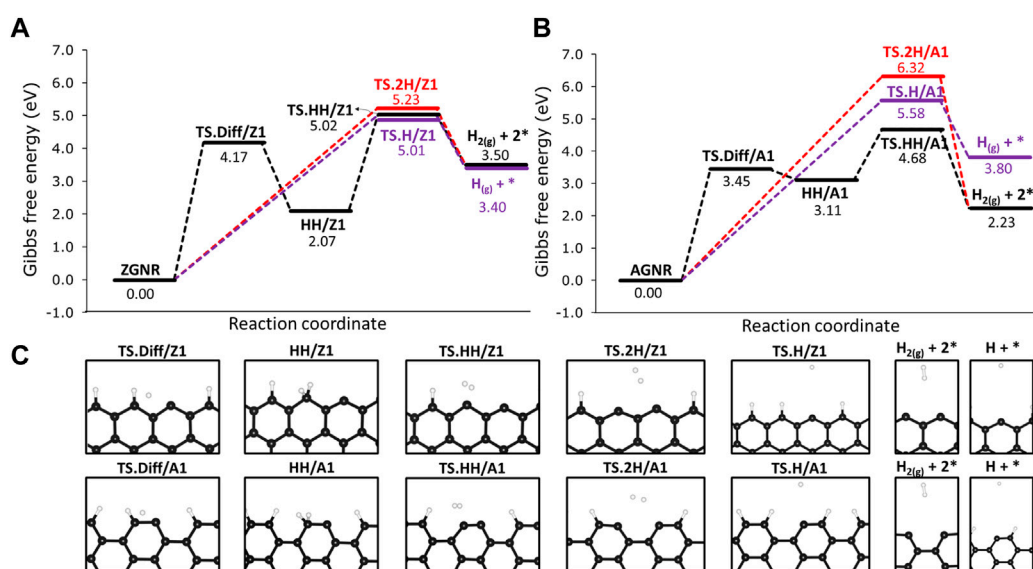 A
B
7.0
6.0
5.0
4.0
3.0
2.0
1.0
0.0
-1.0
Gibbs free energy (eV)
Reaction coordinate
ZGNR
0.00
TS.Diff/Z1
4.17
HH/Z1
2.07
TS.HH/Z1
5.02
TS.2H/Z1
5.23
TS.H/Z1
5.01
H2(g) + 2*
3.50
H(g) + *
3.40
7.0
6.0
5.0
4.0
3.0
2.0
1.0
0.0
-1.0
Gibbs free energy (eV)
Reaction coordinate
AGNR
0.00
TS.Diff/A1
3.45
HH/A1
3.11
TS.2H/A1
6.32
TS.H/A1
5.58
TS.HH/A1
4.68
H(g) + *
3.80
H2(g) + 2*
2.23
C
TS.Diff/Z1
HH/Z1
TS.HH/Z1
TS.2H/Z1
TS.H/Z1
H2(g) + 2*
H + *
TS.Diff/A1
HH/A1
TS.HH/A1
TS.2H/A1
TS.H/A1
H2(g) + 2*
H + *